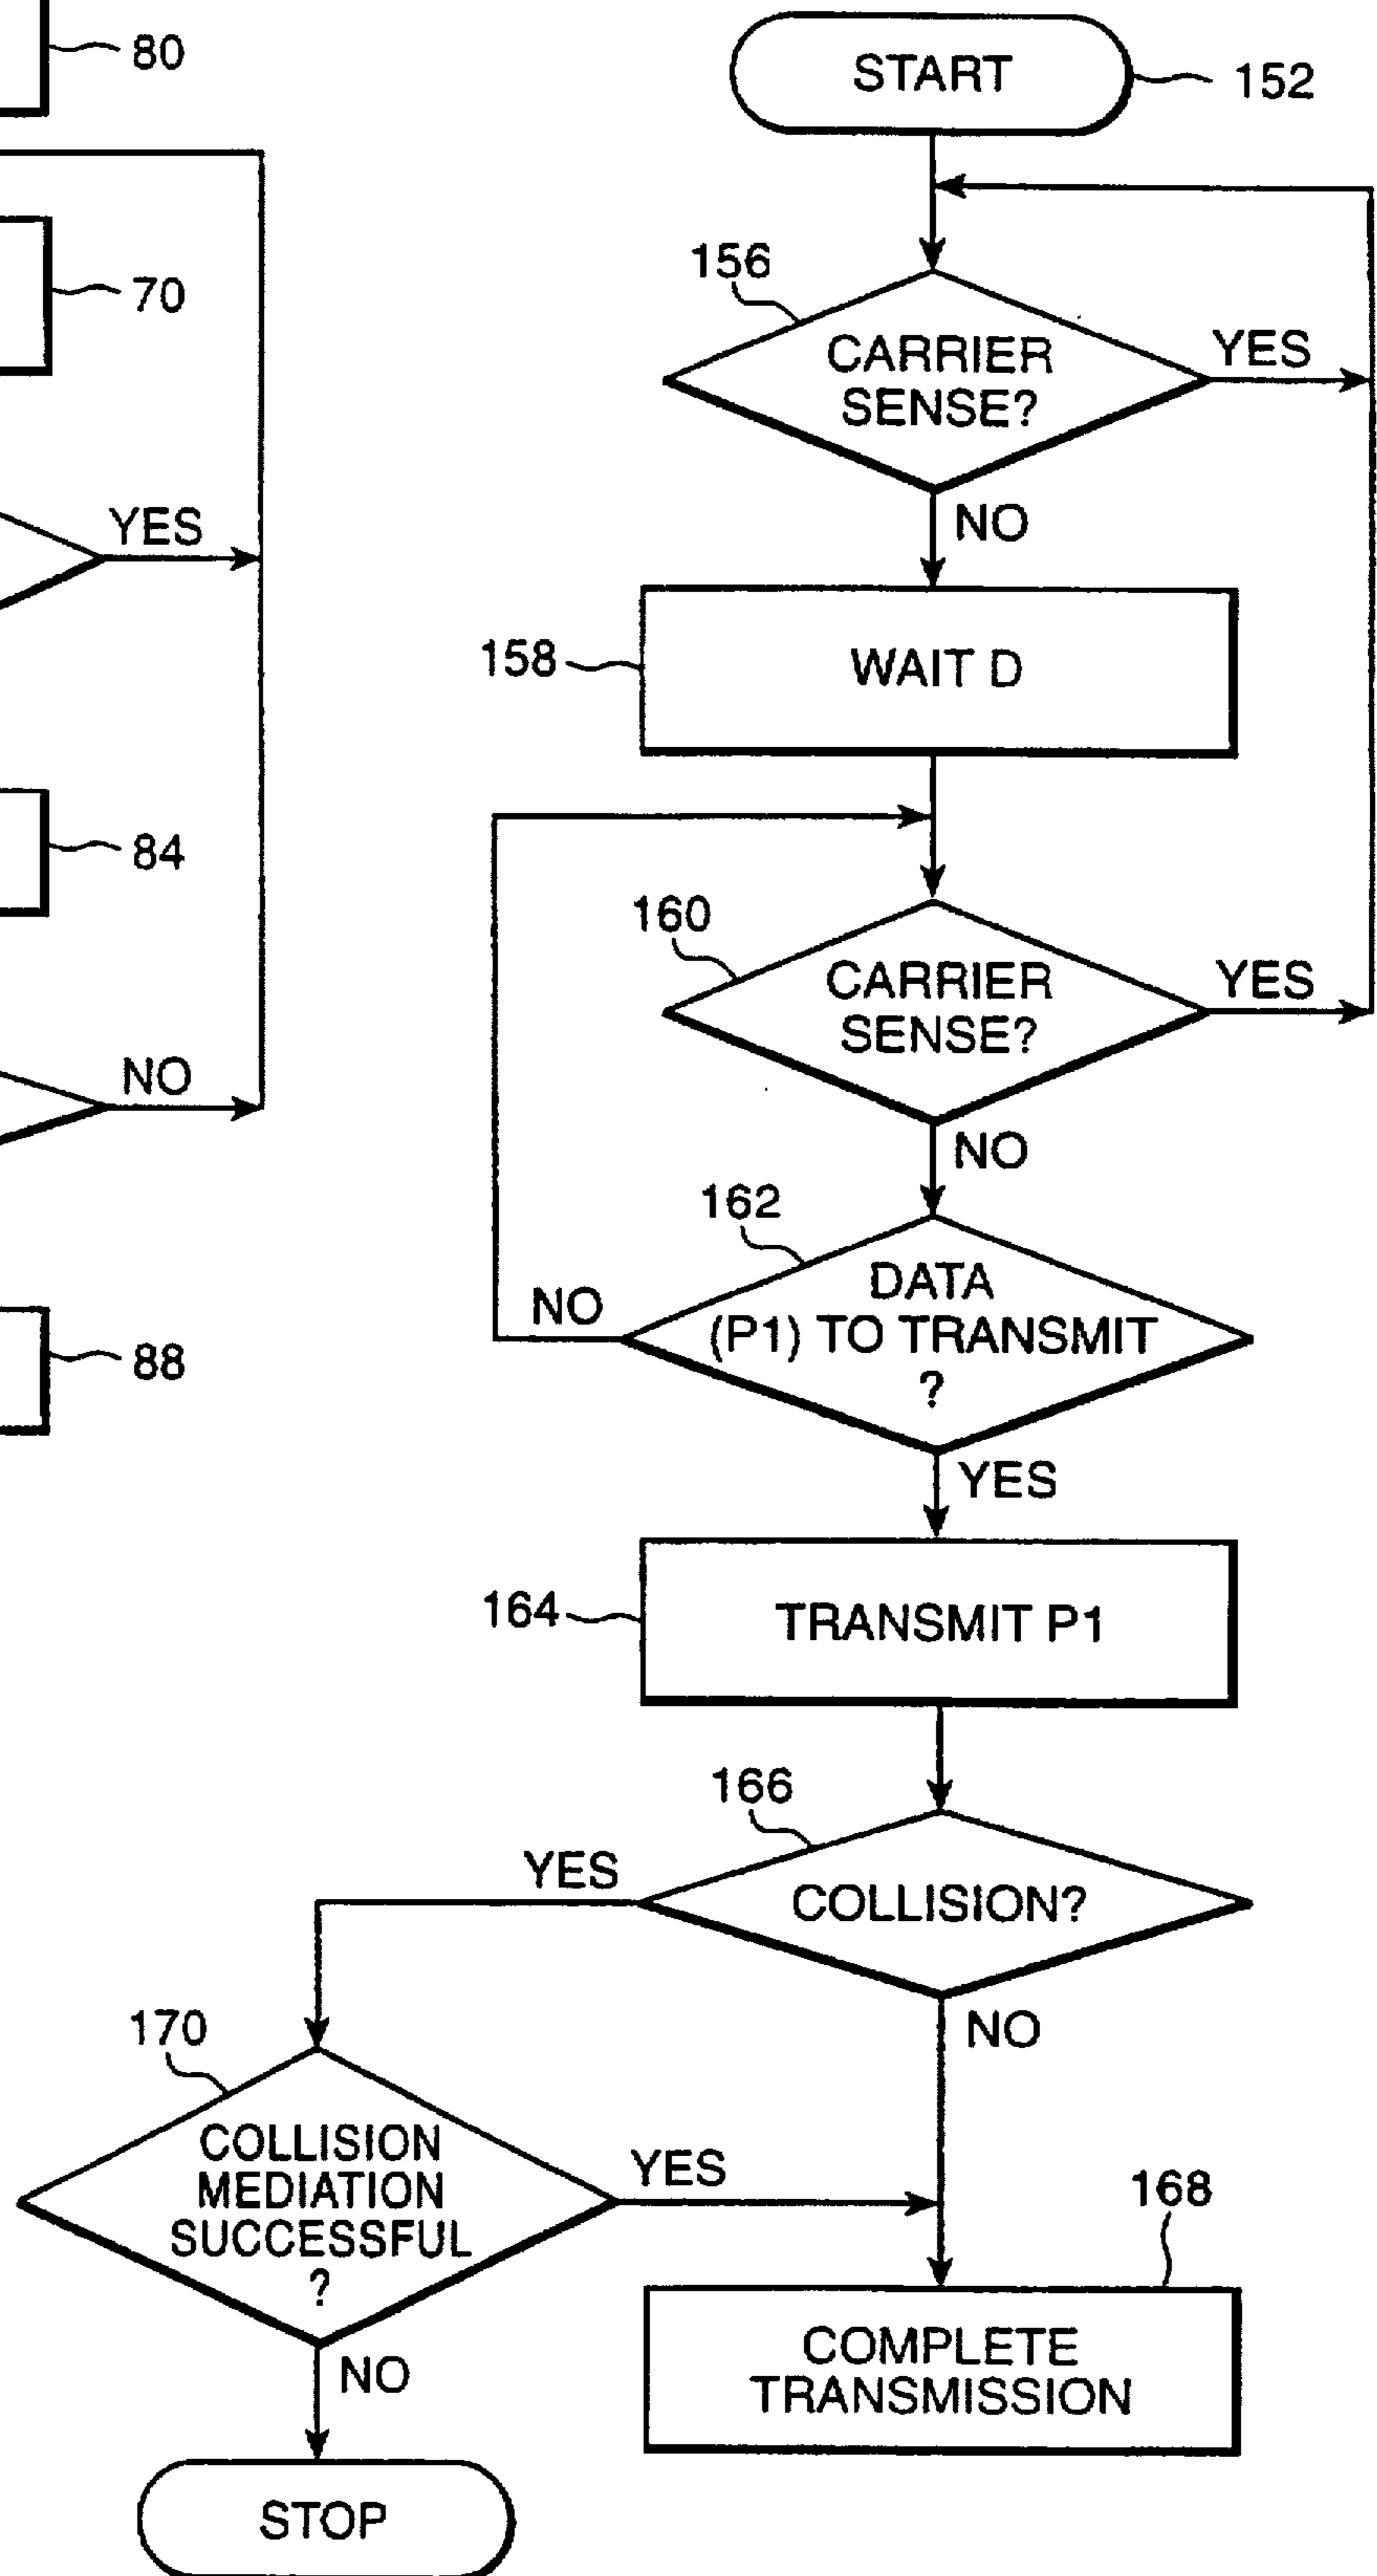 80
70
YES
84
NO
88
START
152
156
CARRIER
SENSE?
YES
NO
158
WAIT D
160
CARRIER
SENSE?
YES
NO
162
DATA
(P1) TO TRANSMIT
?
NO
YES
164
TRANSMIT P1
166
YES
COLLISION?
NO
170
COLLISION
MEDIATION
SUCCESSFUL
?
YES
168
COMPLETE
TRANSMISSION
NO
STOP